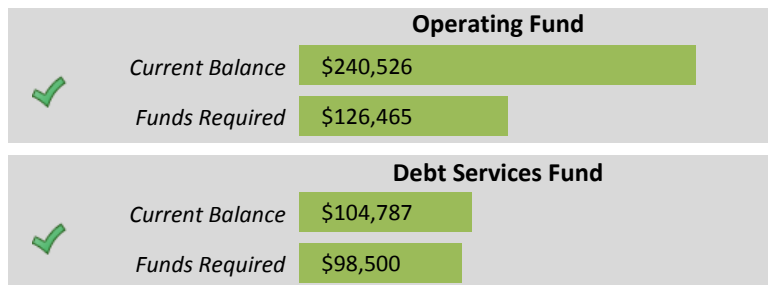 Operating Fund
Current Balance $240,526
Funds Required $126,465
Debt Services Fund
Current Balance $104,787
Funds Required $98,500